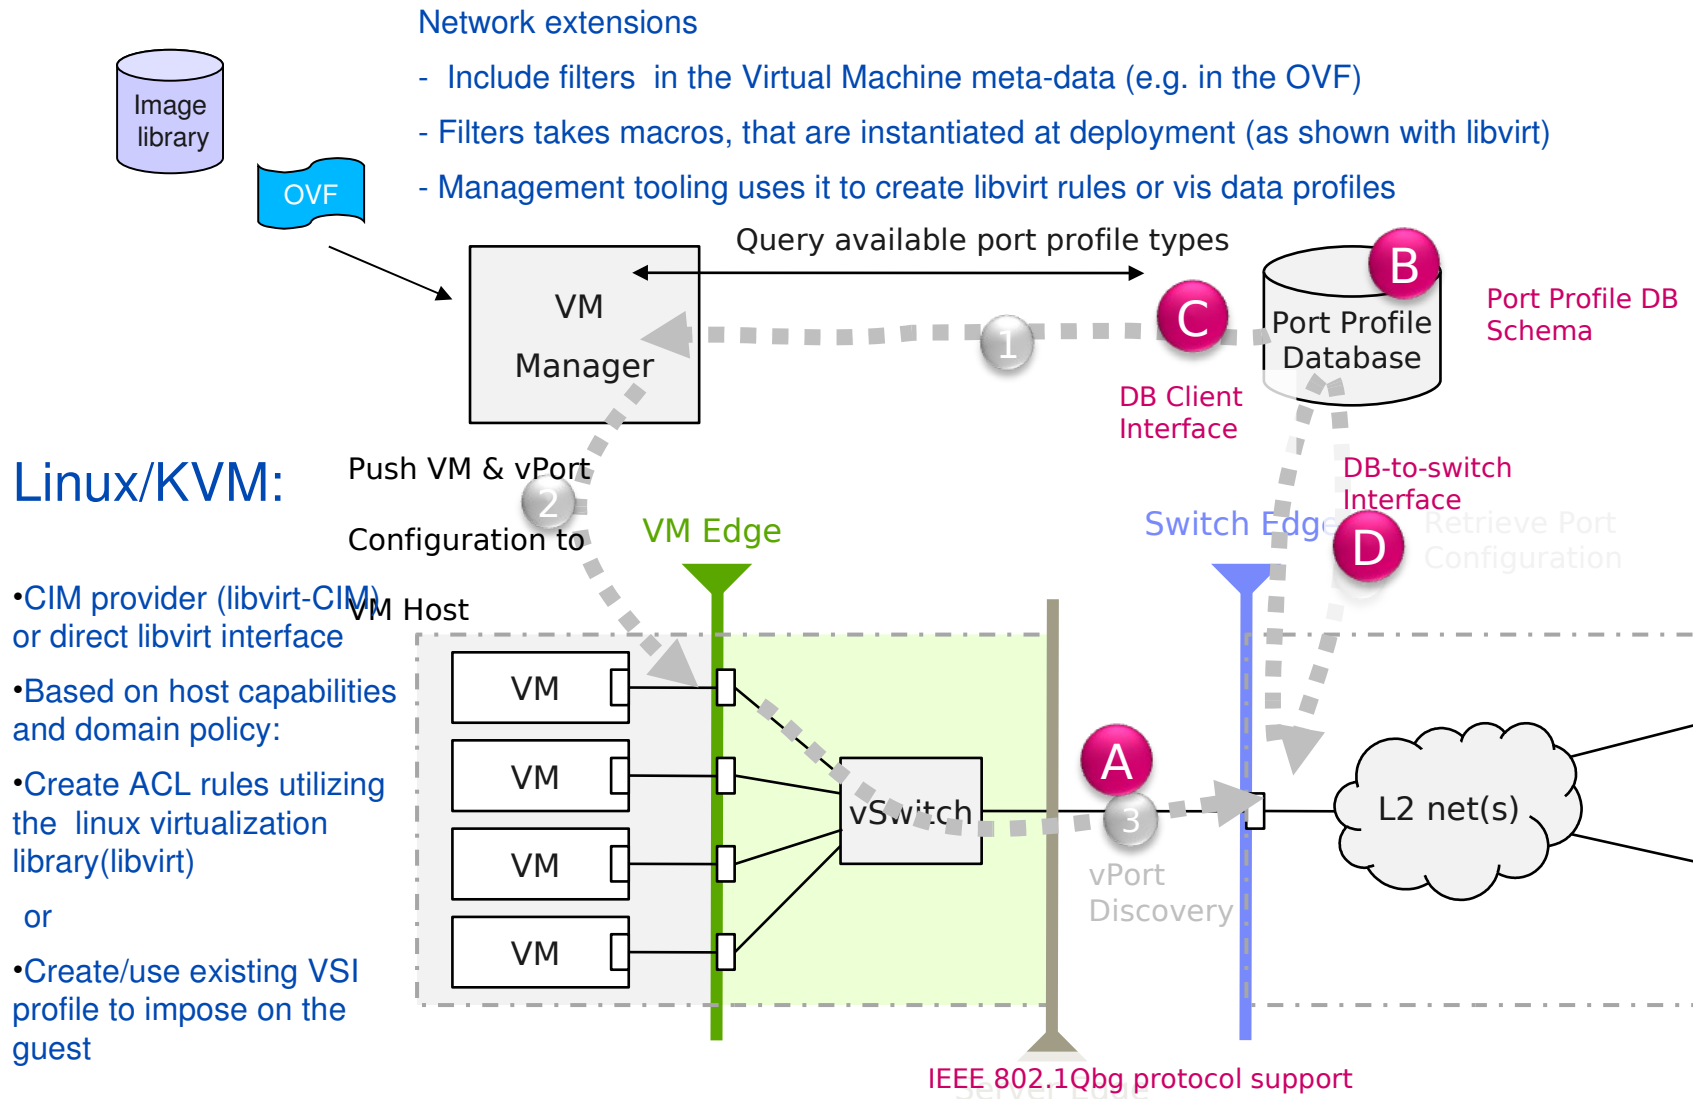 Network extensions
- Include filters in the Virtual Machine meta-data (e.g. in the OVF)
- Filters takes macros, that are instantiated at deployment (as shown with libvirt)
- Management tooling uses it to create libvirt rules or vis data profiles
Image
library
OVF
Query available port profile types
VM
Manager
1
C
B
Port Profile
Database
Port Profile DB
Schema
DB Client
Interface
Linux/KVM:
Push VM & vPort
2
Configuration to
VM Host
VM Edge
Switch Edge
DB-to-switch
Interface
D
Retrieve Port
Configuration
•CIM provider (libvirt-CIM)
or direct libvirt interface
•Based on host capabilities
and domain policy:
•Create ACL rules utilizing
the linux virtualization
library(libvirt)
or
•Create/use existing VSI
profile to impose on the
guest
VM
VM
VM
VM
vSwitch
A
3
vPort
Discovery
L2 net(s)
IEEE 802.1Qbg protocol support
Server Edge